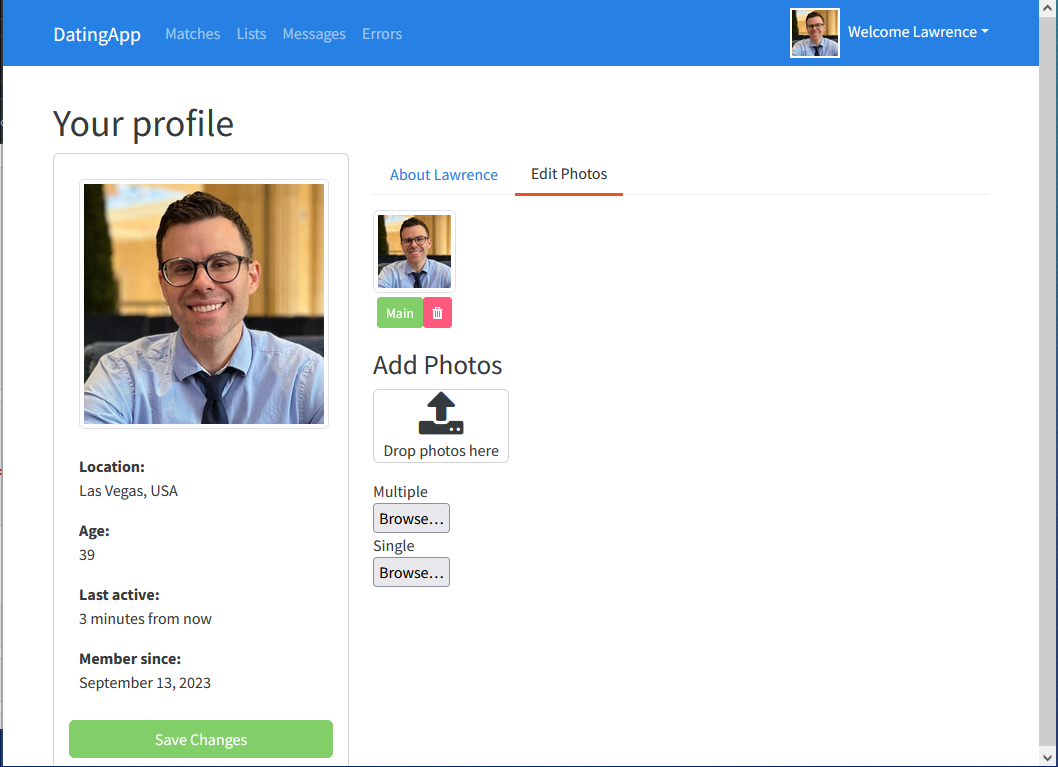 DatingApp Matches Lists Messages Errors Welcome Lawrence
Your profile
About Lawrence Edit Photos
Main
Add Photos
Drop photos here
Multiple
Browse...
Single
Browse...
Location:
Las Vegas, USA
Age:
39
Last active:
3 minutes from now
Member since:
September 13, 2023
Save Changes